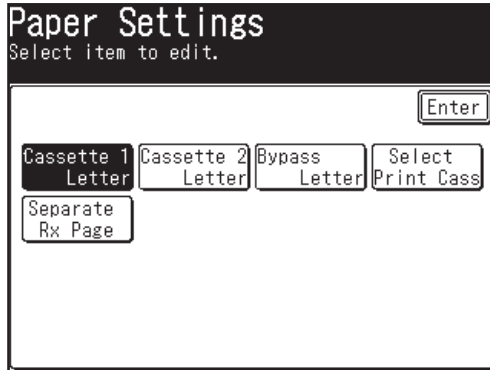 Paper Settings
Select item to edit.
Enter
Cassette 1 Cassette 2 Bypass Select
Letter Letter Letter Print Cass
Separate
Rx Page